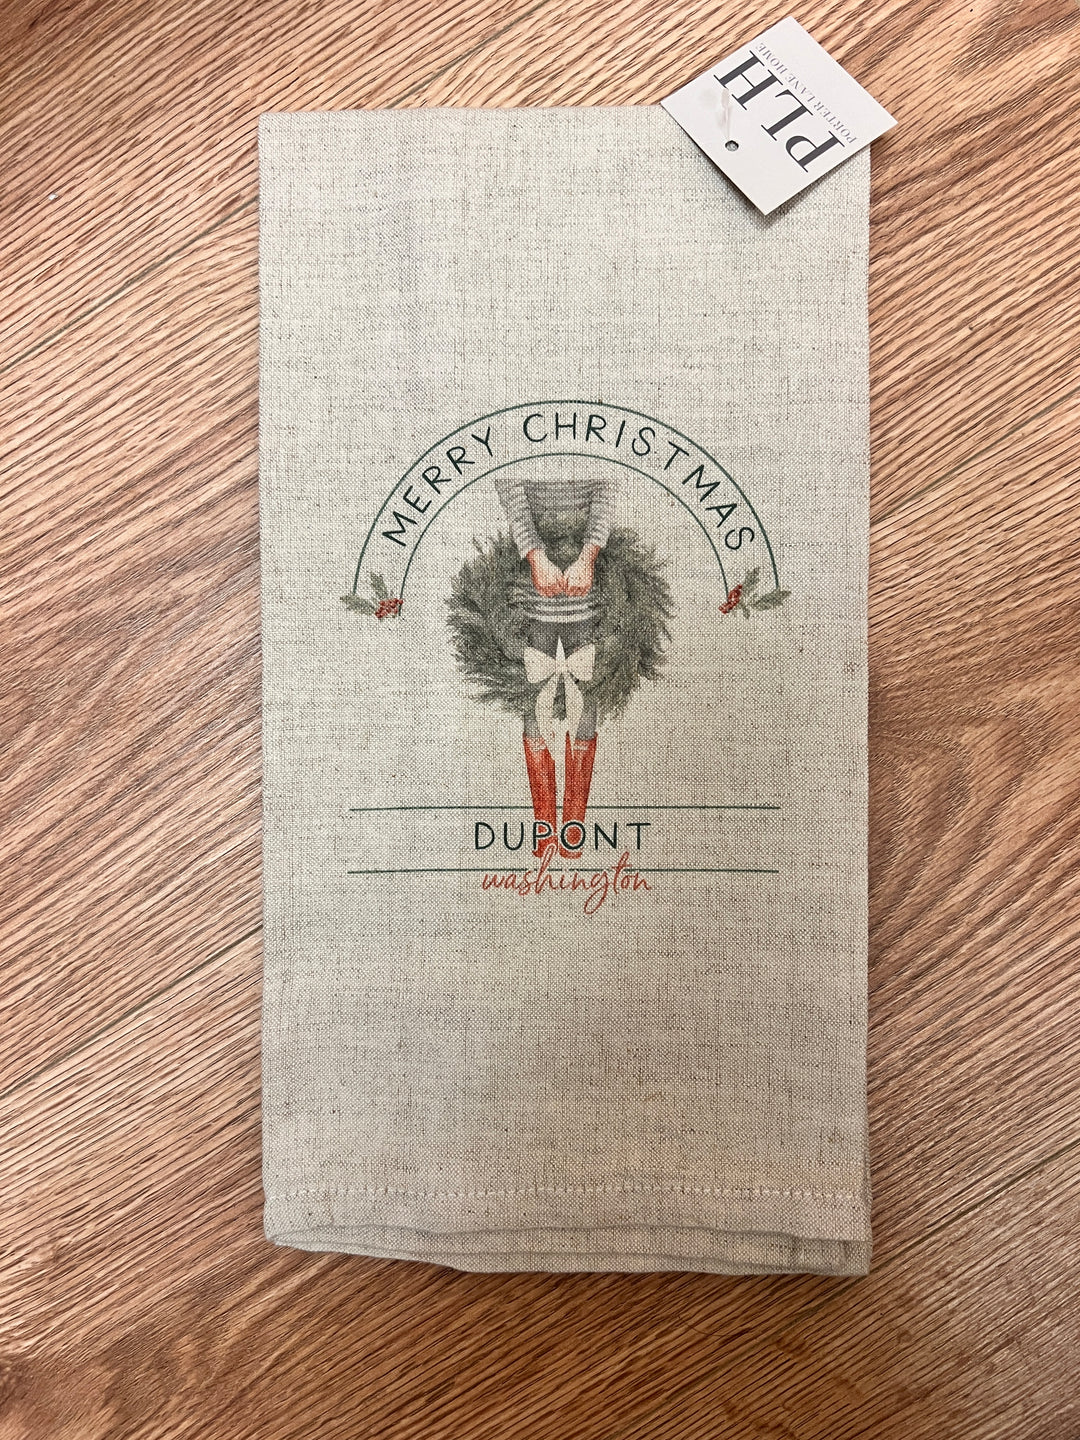 PLH
PORTER LANE HOME
MERRY CHRISTMAS
DUPONT
washington